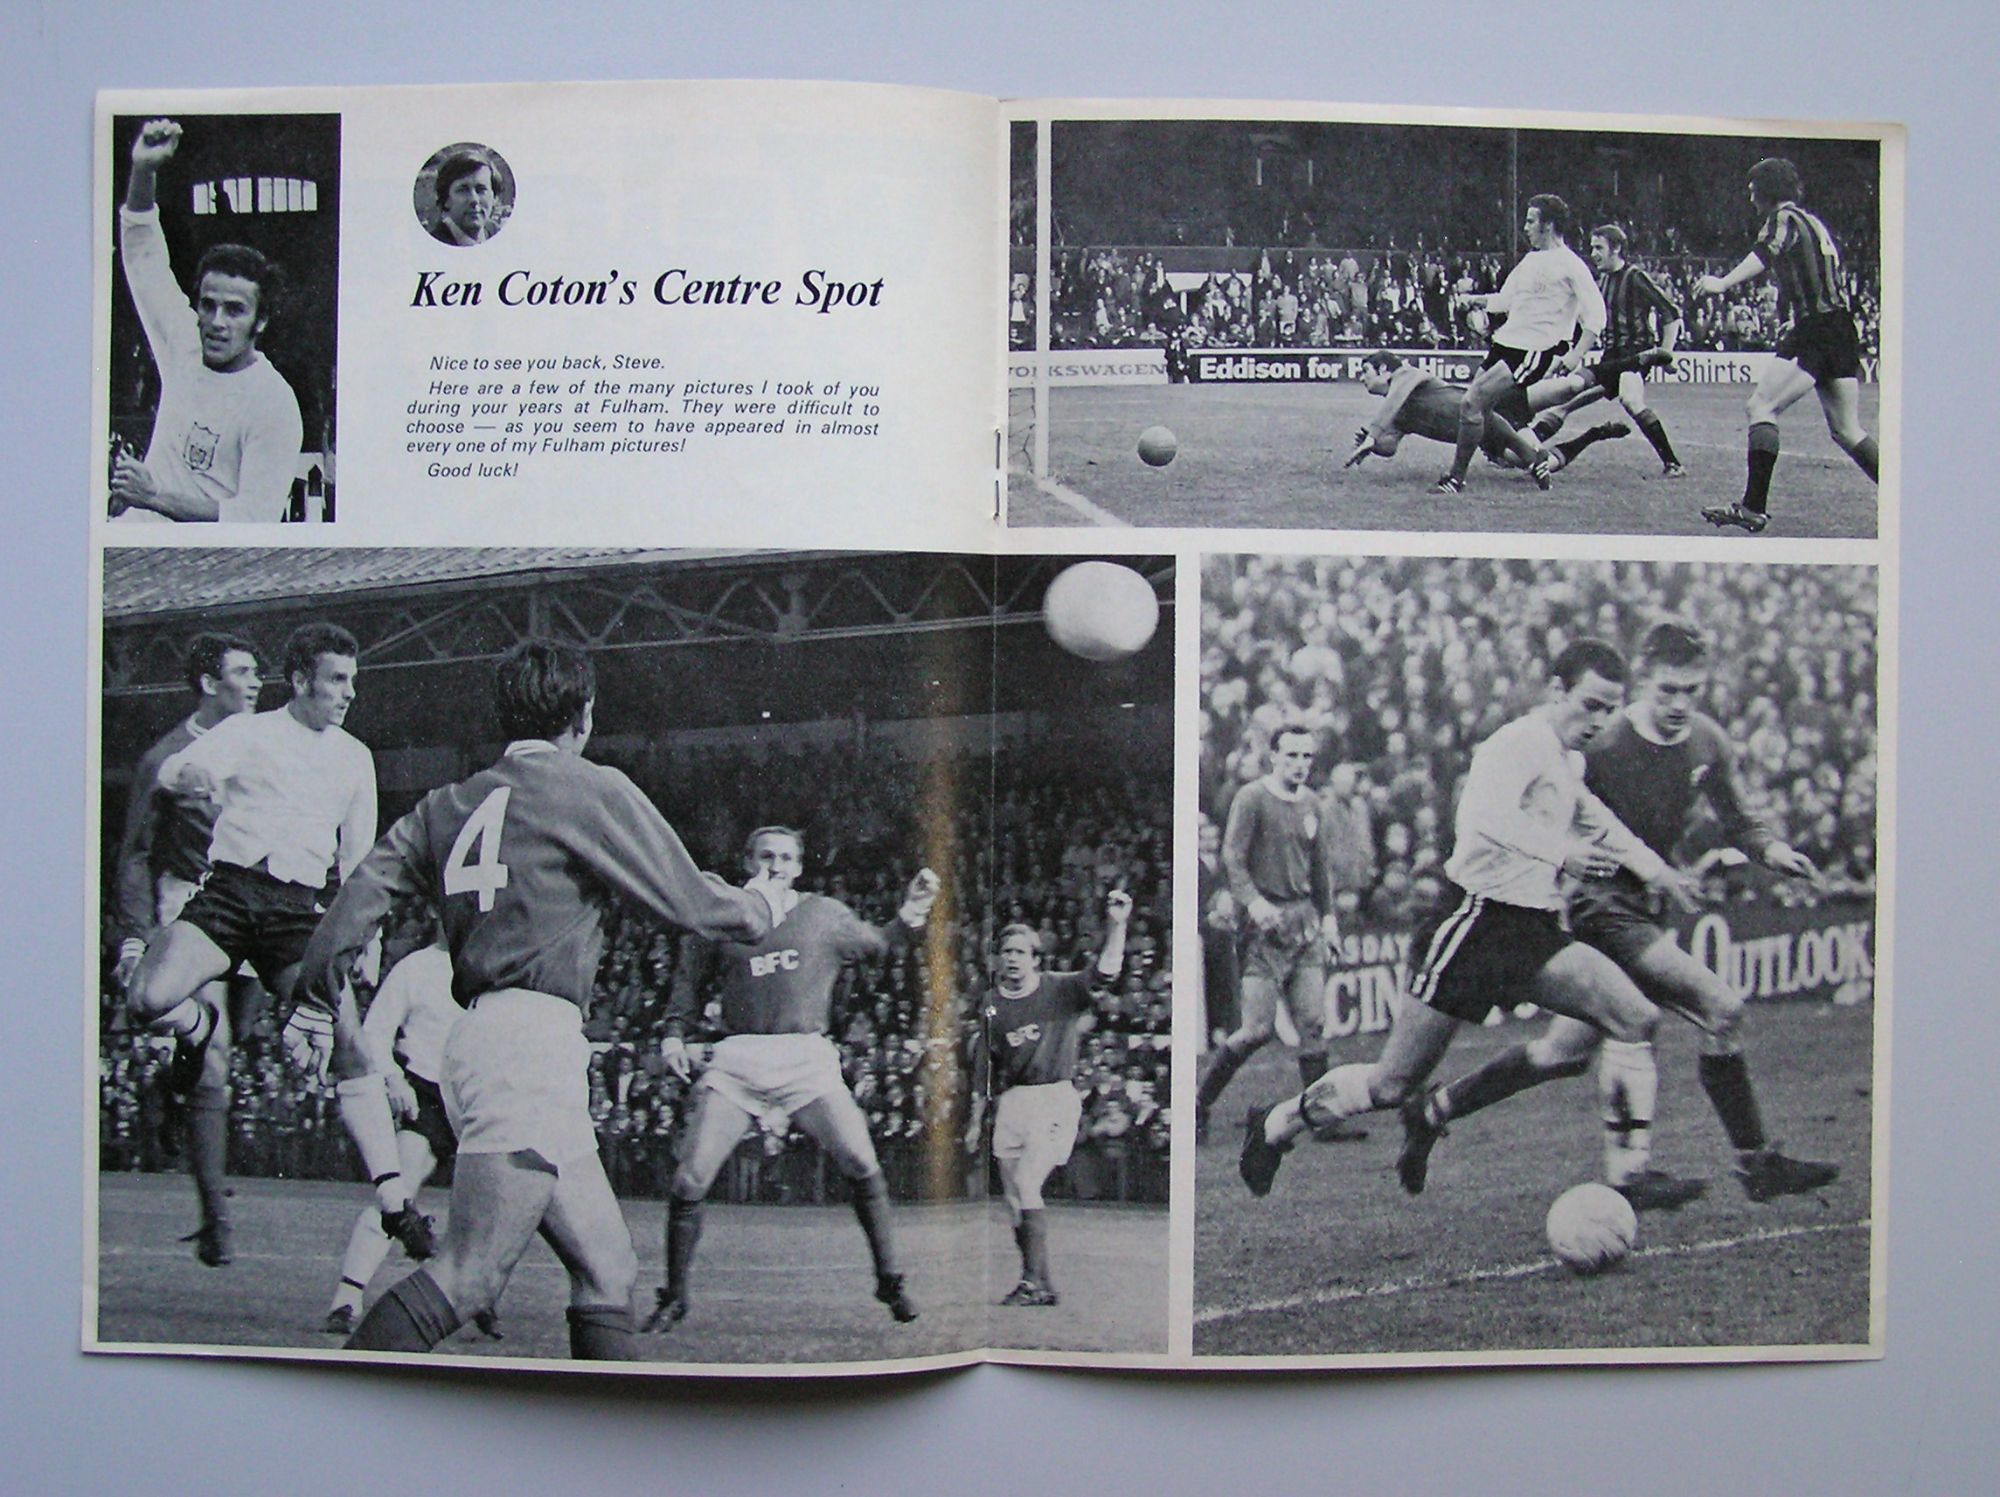 Ken Coton's Centre Spot
Nice to see you back, Steve.
Here are a few of the many pictures I took of you
during your years at Fulham. They were difficult to
choose — as you seem to have appeared in almost
every one of my Fulham pictures!
Good luck!
VOLKSWAGEN
Eddison for Hire
-Shirts
4
BFC
BFC
OUTLOOK